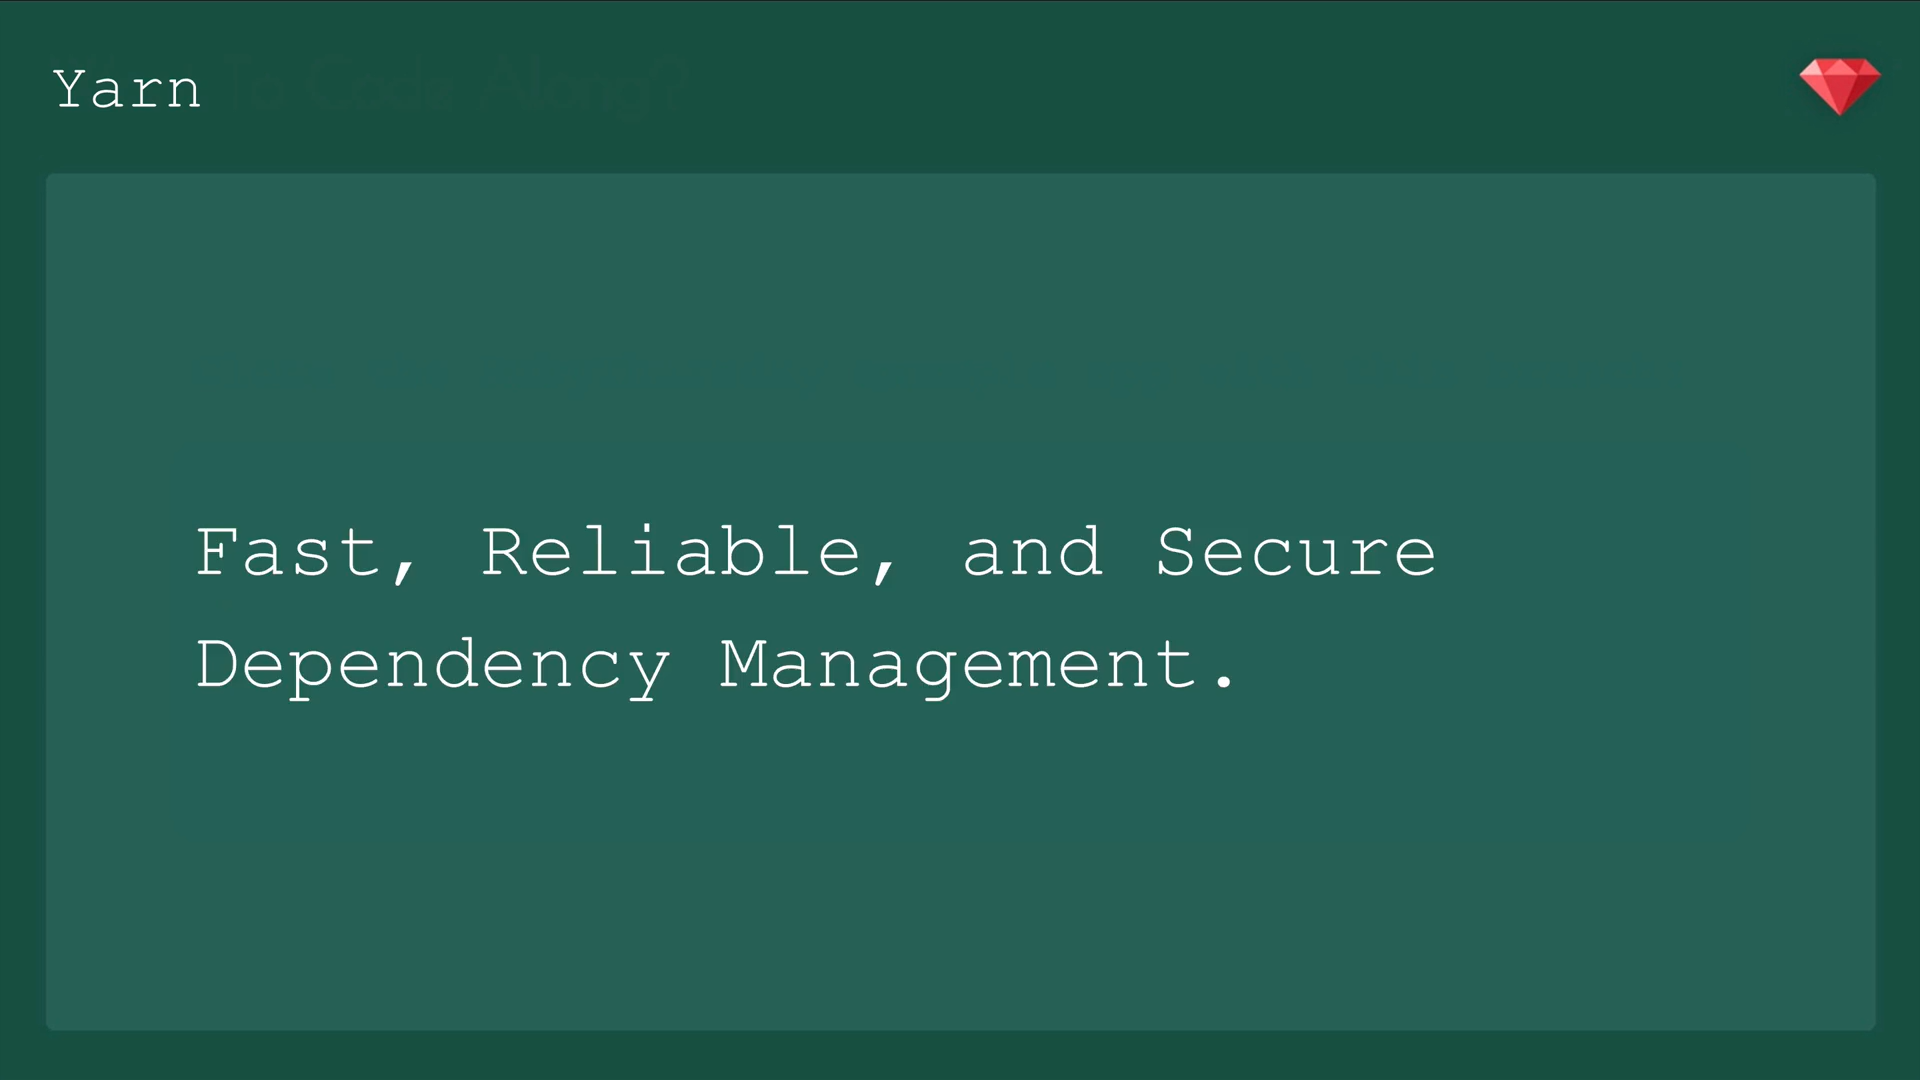 Yarn
Fast, Reliable, and Secure
Dependency Management.